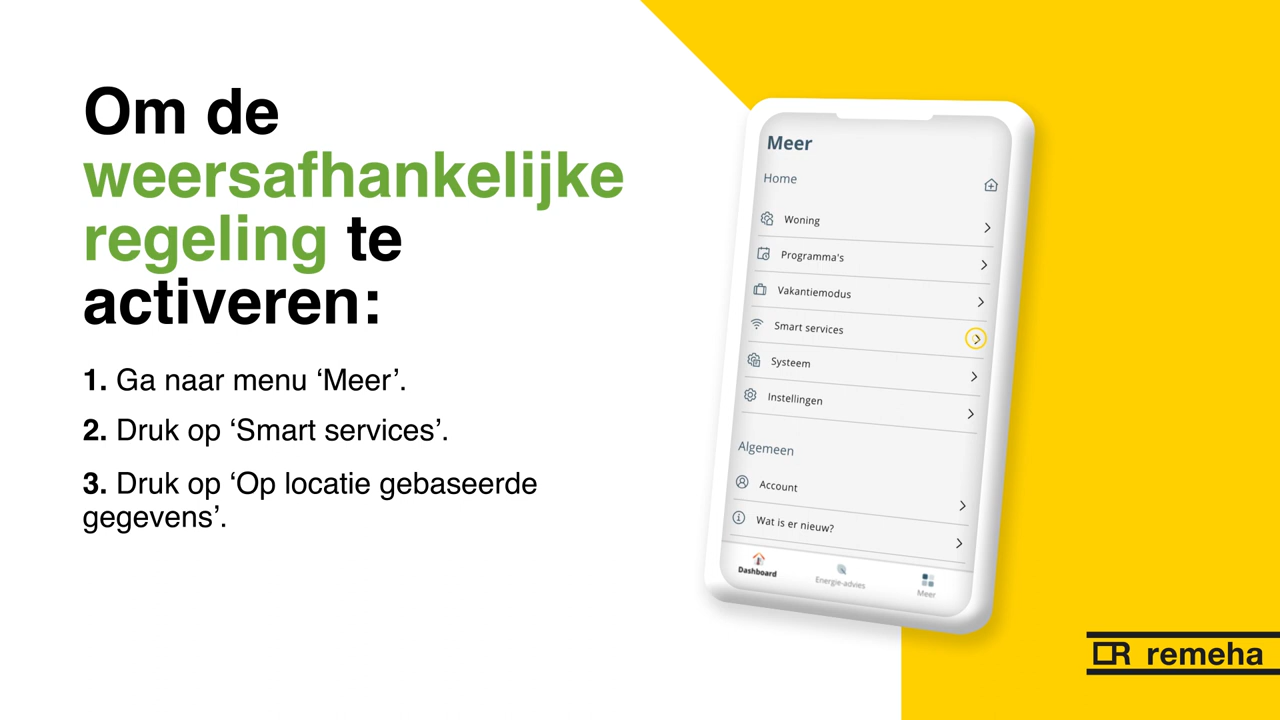 Om de
weersafhankelijke
regeling te
activeren:
1. Ga naar menu ‘Meer’.
2. Druk op ‘Smart services’.
3. Druk op ‘Op locatie gebaseerde
gegevens’.
Meer
Home
Woning
Programma's
Vakantiemodus
Smart services
Systeem
Instellingen
Algemeen
Account
Wat is er nieuw?
Dashboard
Energie-advies
Meer
remeha